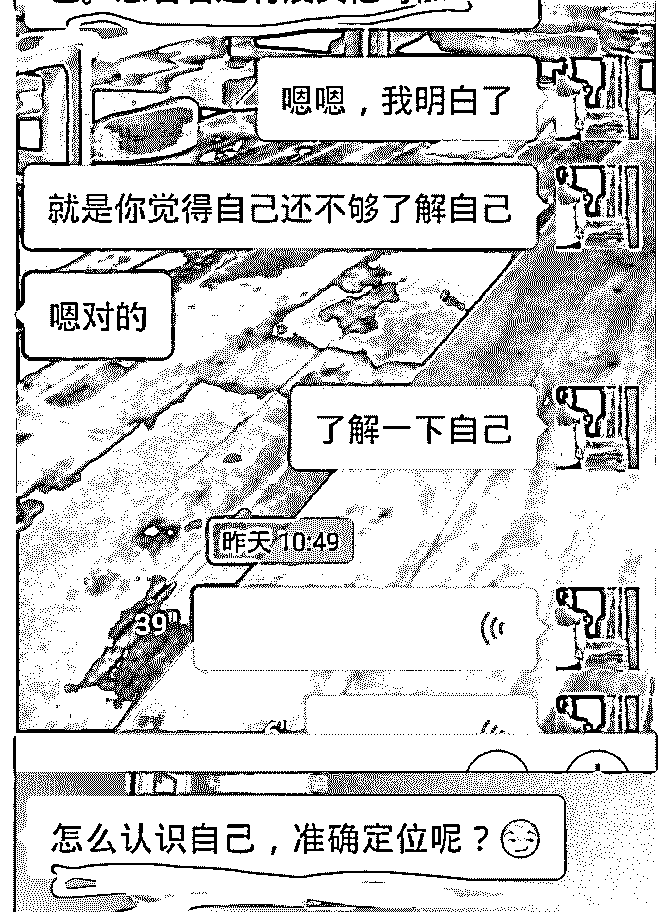 嗯嗯，我明白了
就是你觉得自己还不够了解自己
嗯对的
了解一下自己
昨天 10:49
39"
怎么认识自己，准确定位呢？